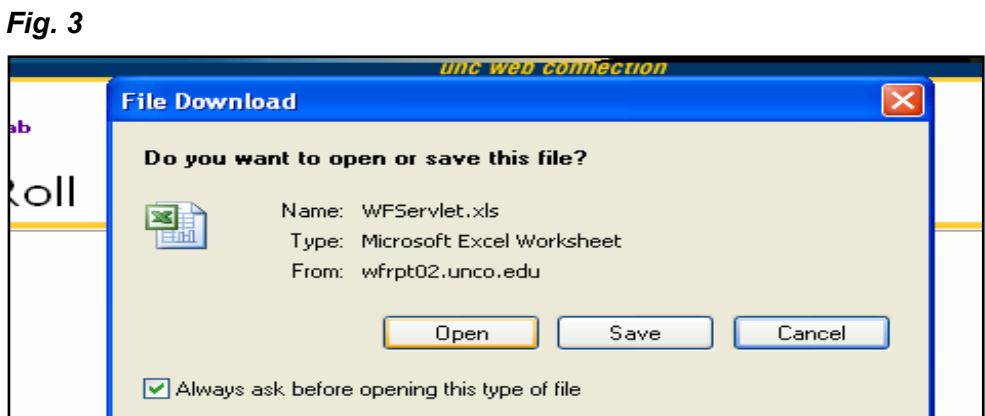 Fig. 3
unc web connection
File Download
ab
Do you want to open or save this file?
Roll
Name: WFServlet.xls
Type: Microsoft Excel Worksheet
From: wfrpt02.unco.edu
Open Save Cancel
Always ask before opening this type of file